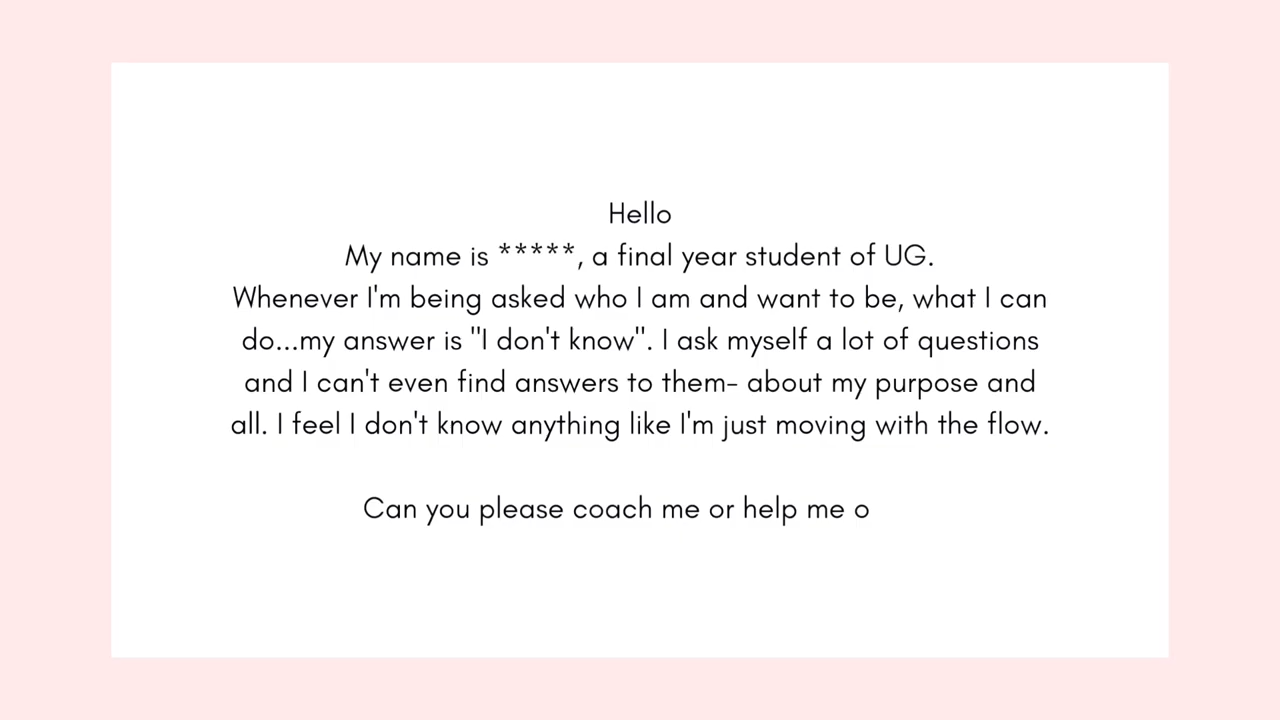 Hello
My name is *****, a final year student of UG.
Whenever I'm being asked who I am and want to be, what I can
do...my answer is "I don't know". I ask myself a lot of questions
and I can't even find answers to them- about my purpose and
all. I feel I don't know anything like I'm just moving with the flow.
Can you please coach me or help me o